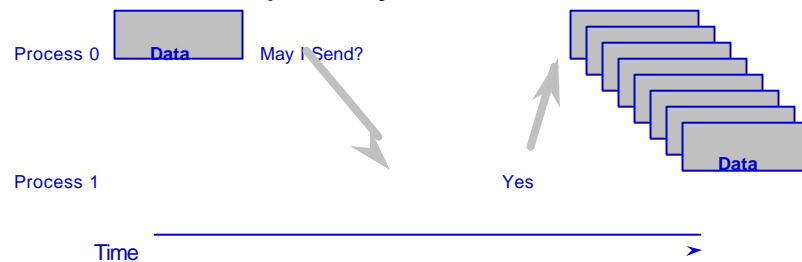 Process 0 Data May I Send?
Data
Process 1 Yes
Time